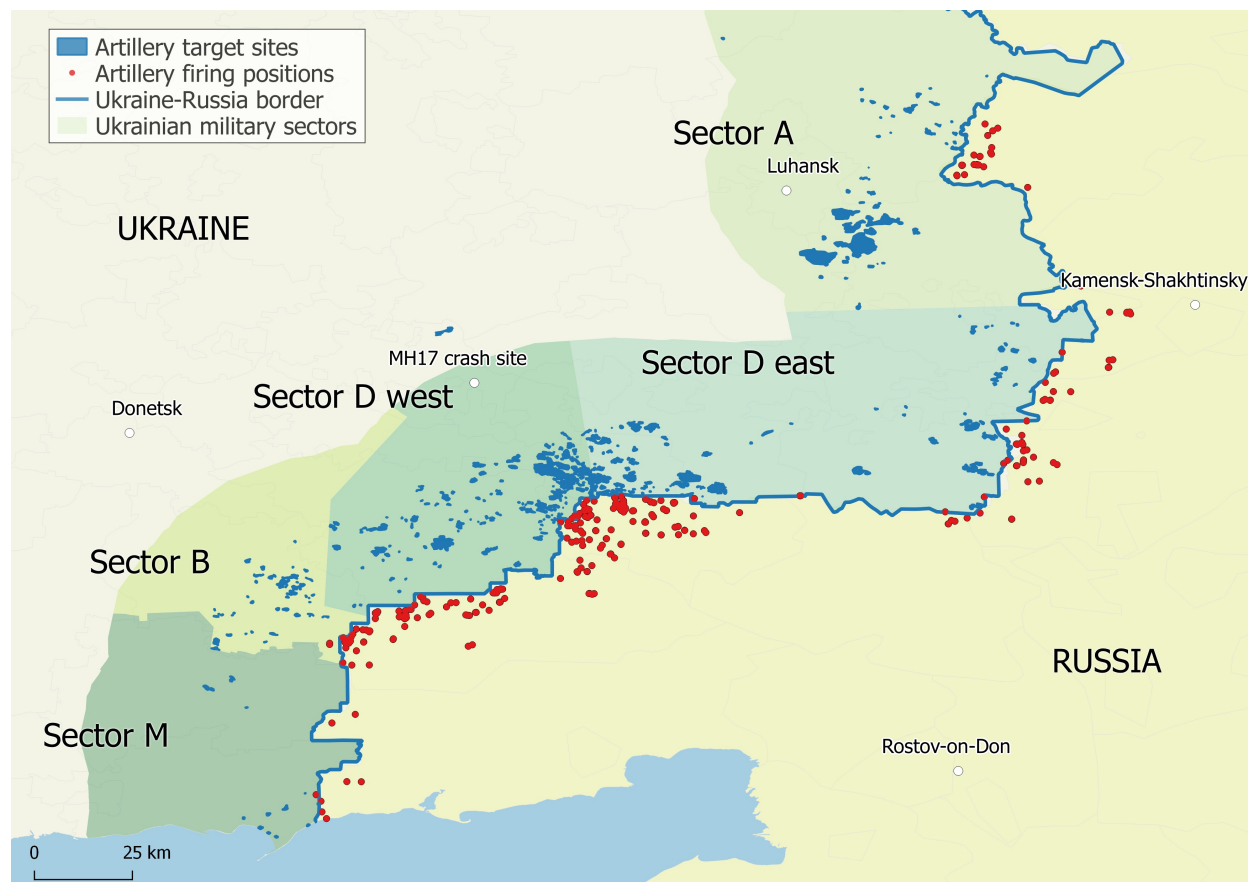 Artillery target sites
Artillery firing positions
Ukraine-Russia border
Ukrainian military sectors
Sector A
Luhansk
UKRAINE
Kamensk-Shakhtinsky
MH17 crash site
Sector D east
Sector D west
Donetsk
Sector B
RUSSIA
Sector M
Rostov-on-Don
0 25 km